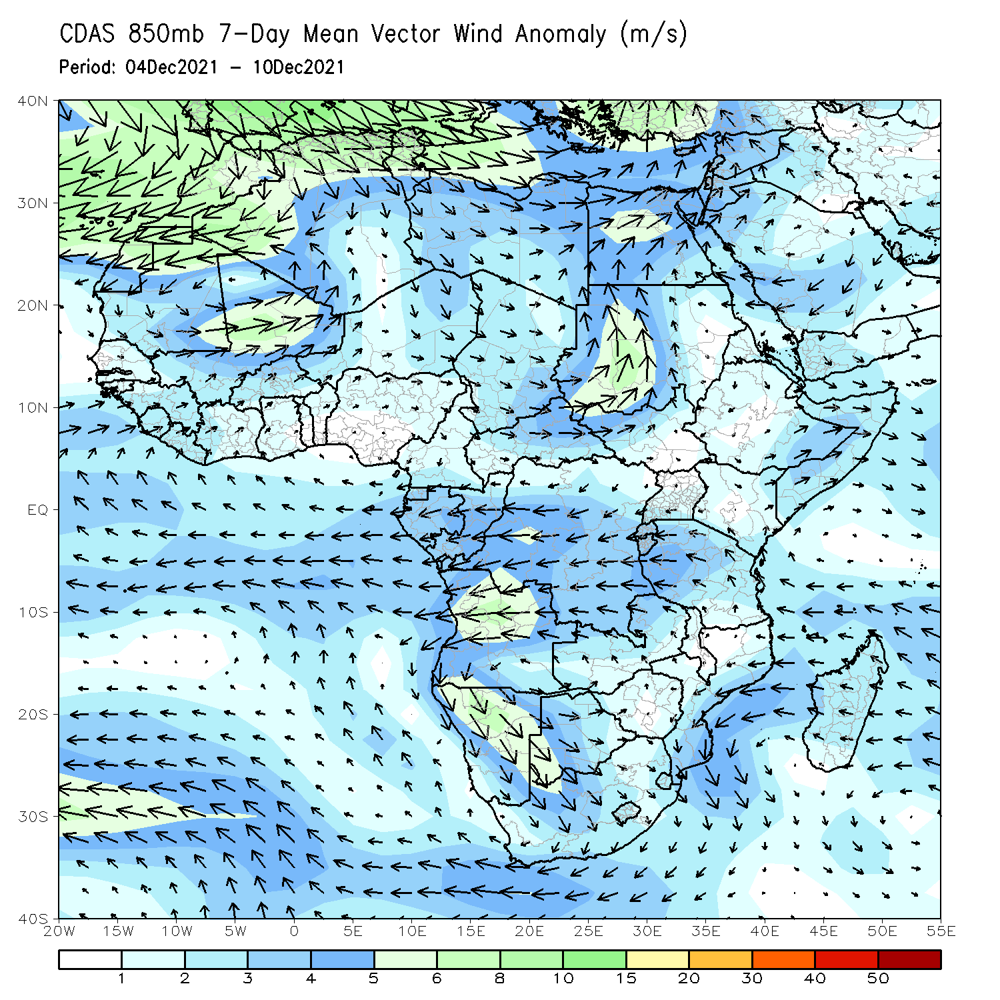 CDAS 850mb 7-Day Mean Vector Wind Anomaly (m/s)
Period: 04Dec2021 - 10Dec2021
40N
30N
20N
10N
EQ
10S
20S
30S
40S
20W 15W 10W 5W 0 5E 10E 15E 20E 25E 30E 35E 40E 45E 50E 55E
1 2 3 4 5 6 8 10 15 20 30 40 50